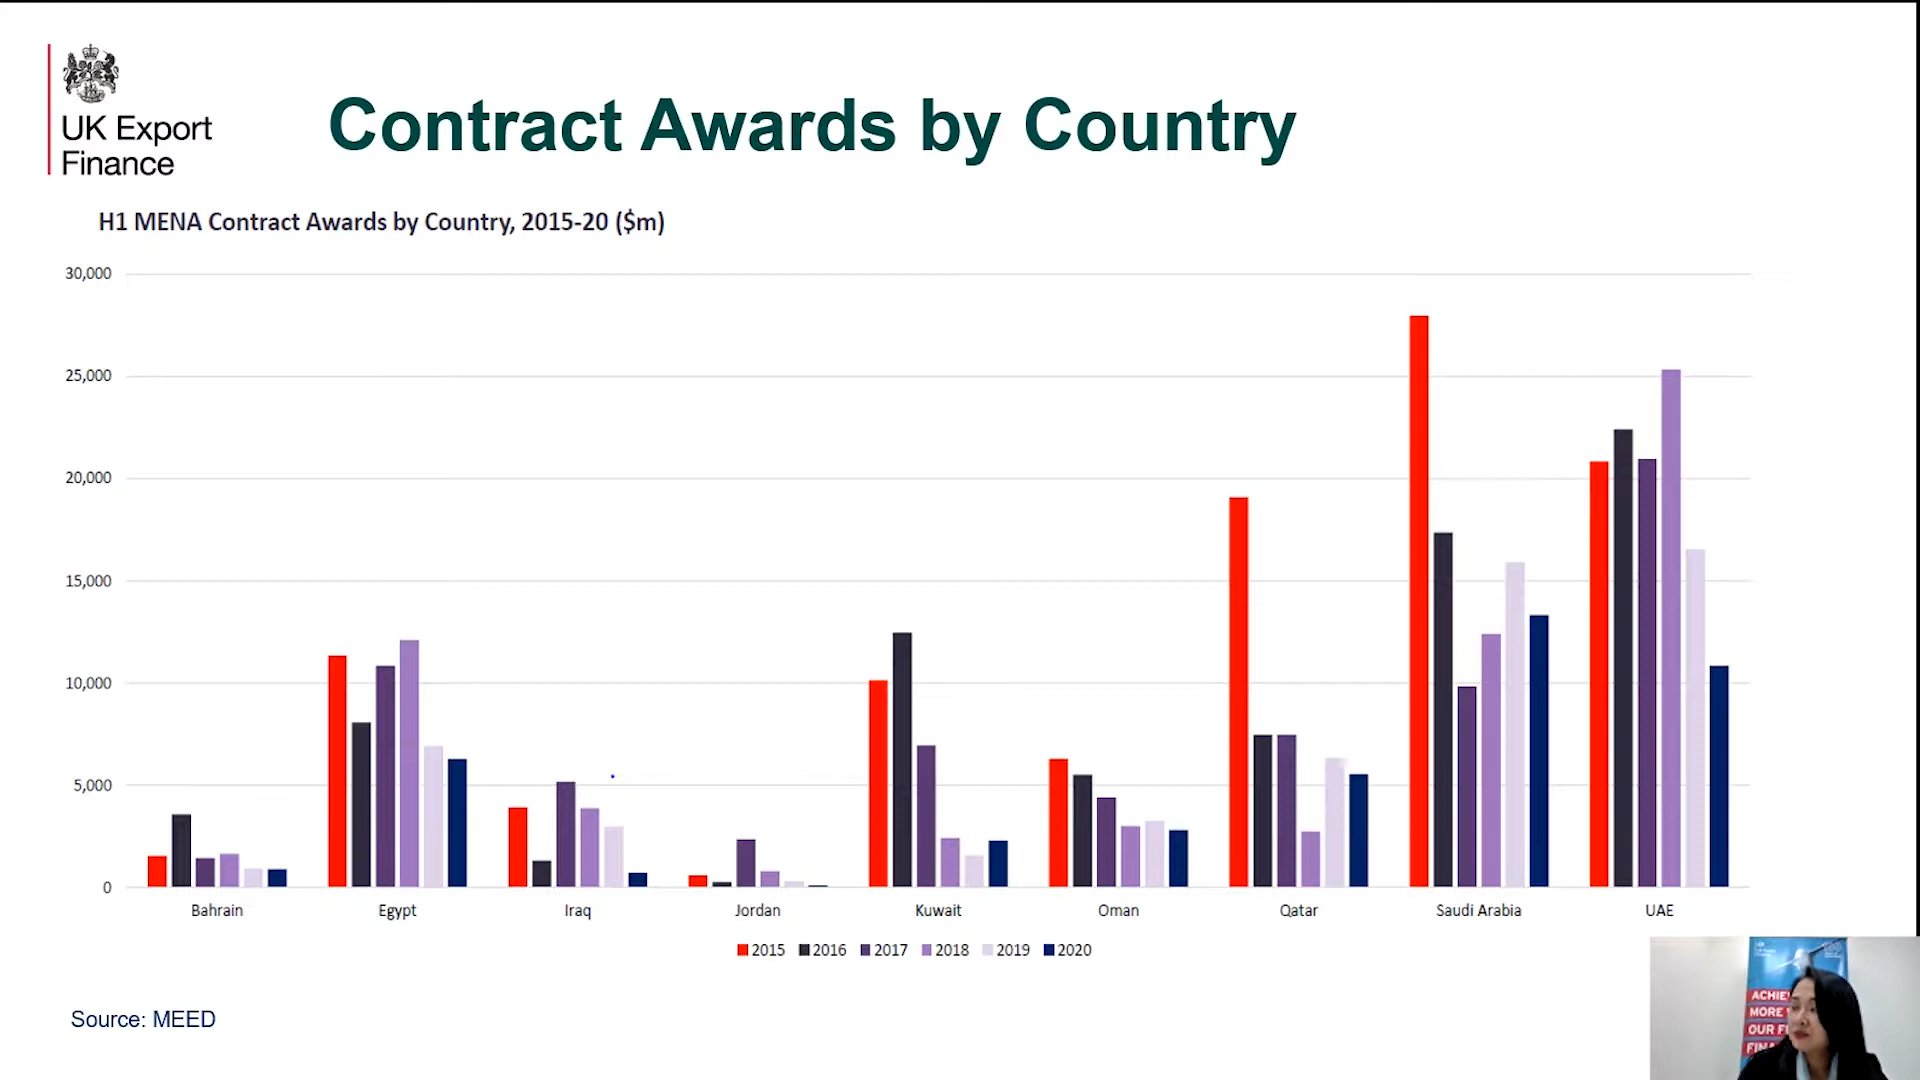 UK Export
Finance
Contract Awards by Country
H1 MENA Contract Awards by Country, 2015-20 ($m)
30,000
25,000
20,000
15,000
10,000
5,000
0
Bahrain Egypt Iraq Jordan Kuwait Oman Qatar Saudi Arabia UAE
2015 2016 2017 2018 2019 2020
Source: MEED
MORE